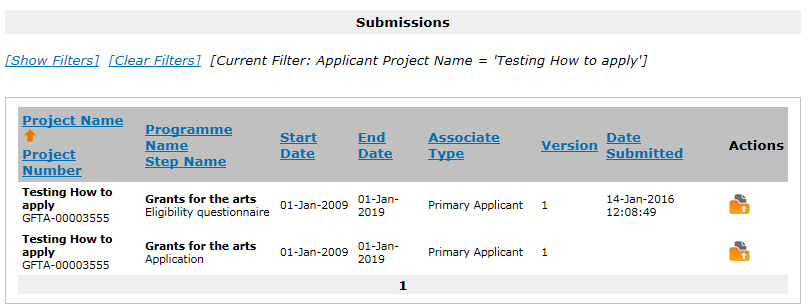 Submissions
[Show Filters] [Clear Filters] [Current Filter: Applicant Project Name = 'Testing How to apply']
Project Name
Project
Number
Programme
Name
Step Name
Start
Date
End
Date
Associate
Type
Version
Date
Submitted
Actions
Testing How to
apply
GFTA-00003555
Grants for the arts
Eligibility questionnaire
01-Jan-2009
01-Jan-
2019
Primary Applicant
1
14-Jan-2016
12:08:49
Testing How to
apply
GFTA-00003555
Grants for the arts
Application
01-Jan-2009
01-Jan-
2019
Primary Applicant
1
1